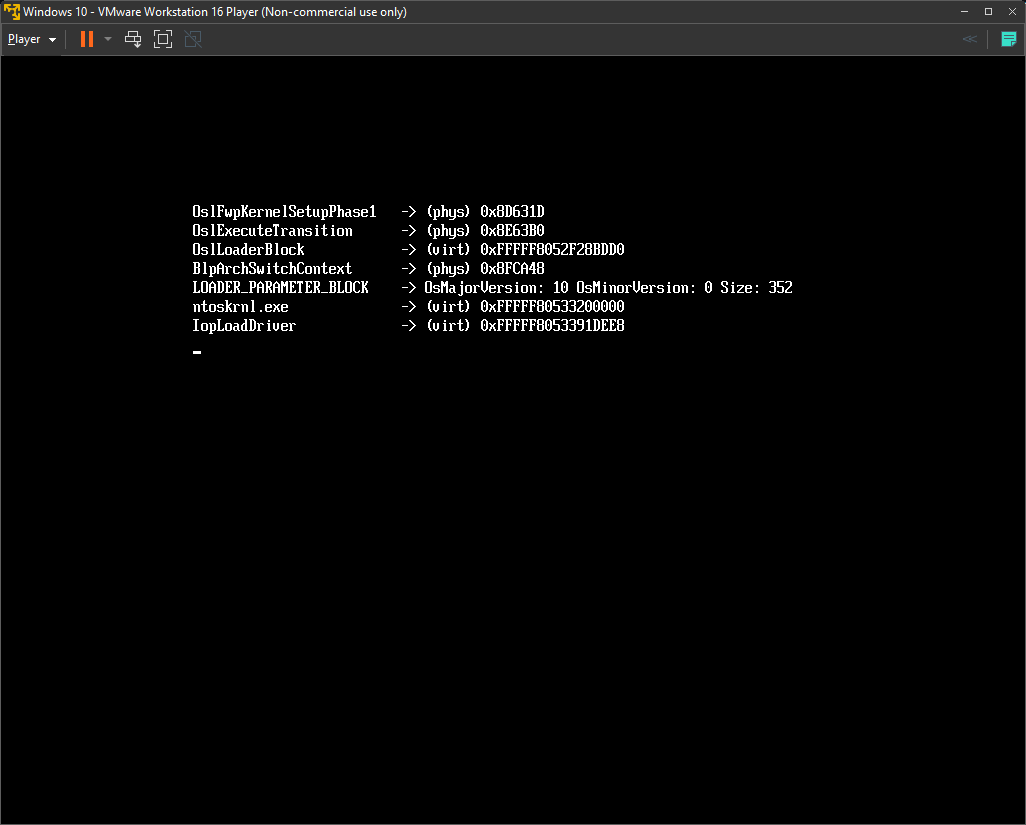 Windows 10 - VMware Workstation 16 Player (Non-commercial use only)
Player
OslFwpKernelSetupPhase1 -> (phys) 0x8D631D
OslExecuteTransition -> (phys) 0x8E63B0
OslLoaderBlock -> (virt) 0xFFFFF8052F28BDD0
BlpArchSwitchContext -> (phys) 0x8FCA48
LOADER_PARAMETER_BLOCK -> OsMajorVersion: 10 OsMinorVersion: 0 Size: 352
ntoskrnl.exe -> (virt) 0xFFFFF80533200000
IopLoadDriver -> (virt) 0xFFFFF8053391DEE8